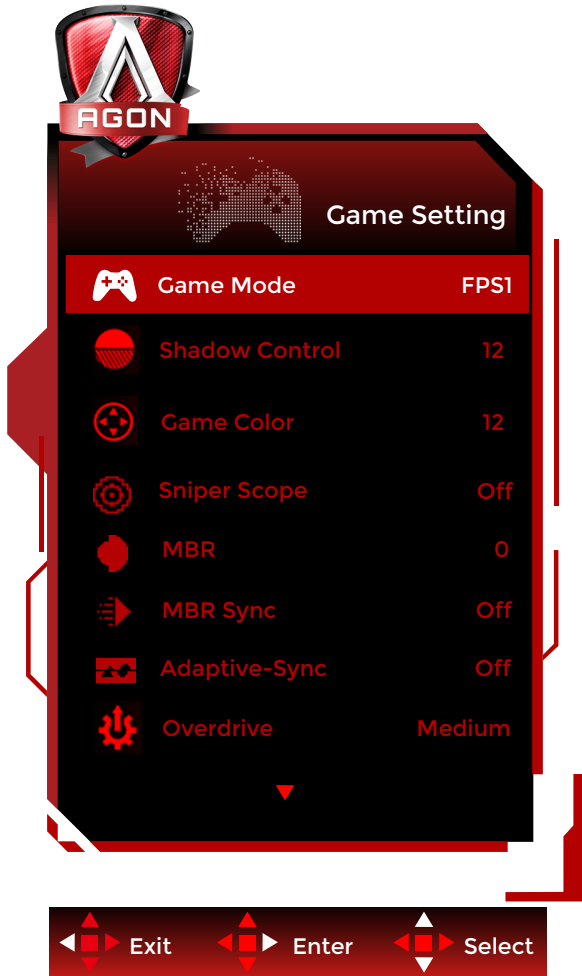 AGON
Game Setting
Game Mode FPS1
Shadow Control 12
Game Color 12
Sniper Scope Off
MBR 0
MBR Sync Off
Adaptive-Sync Off
Overdrive Medium
Exit Enter Select